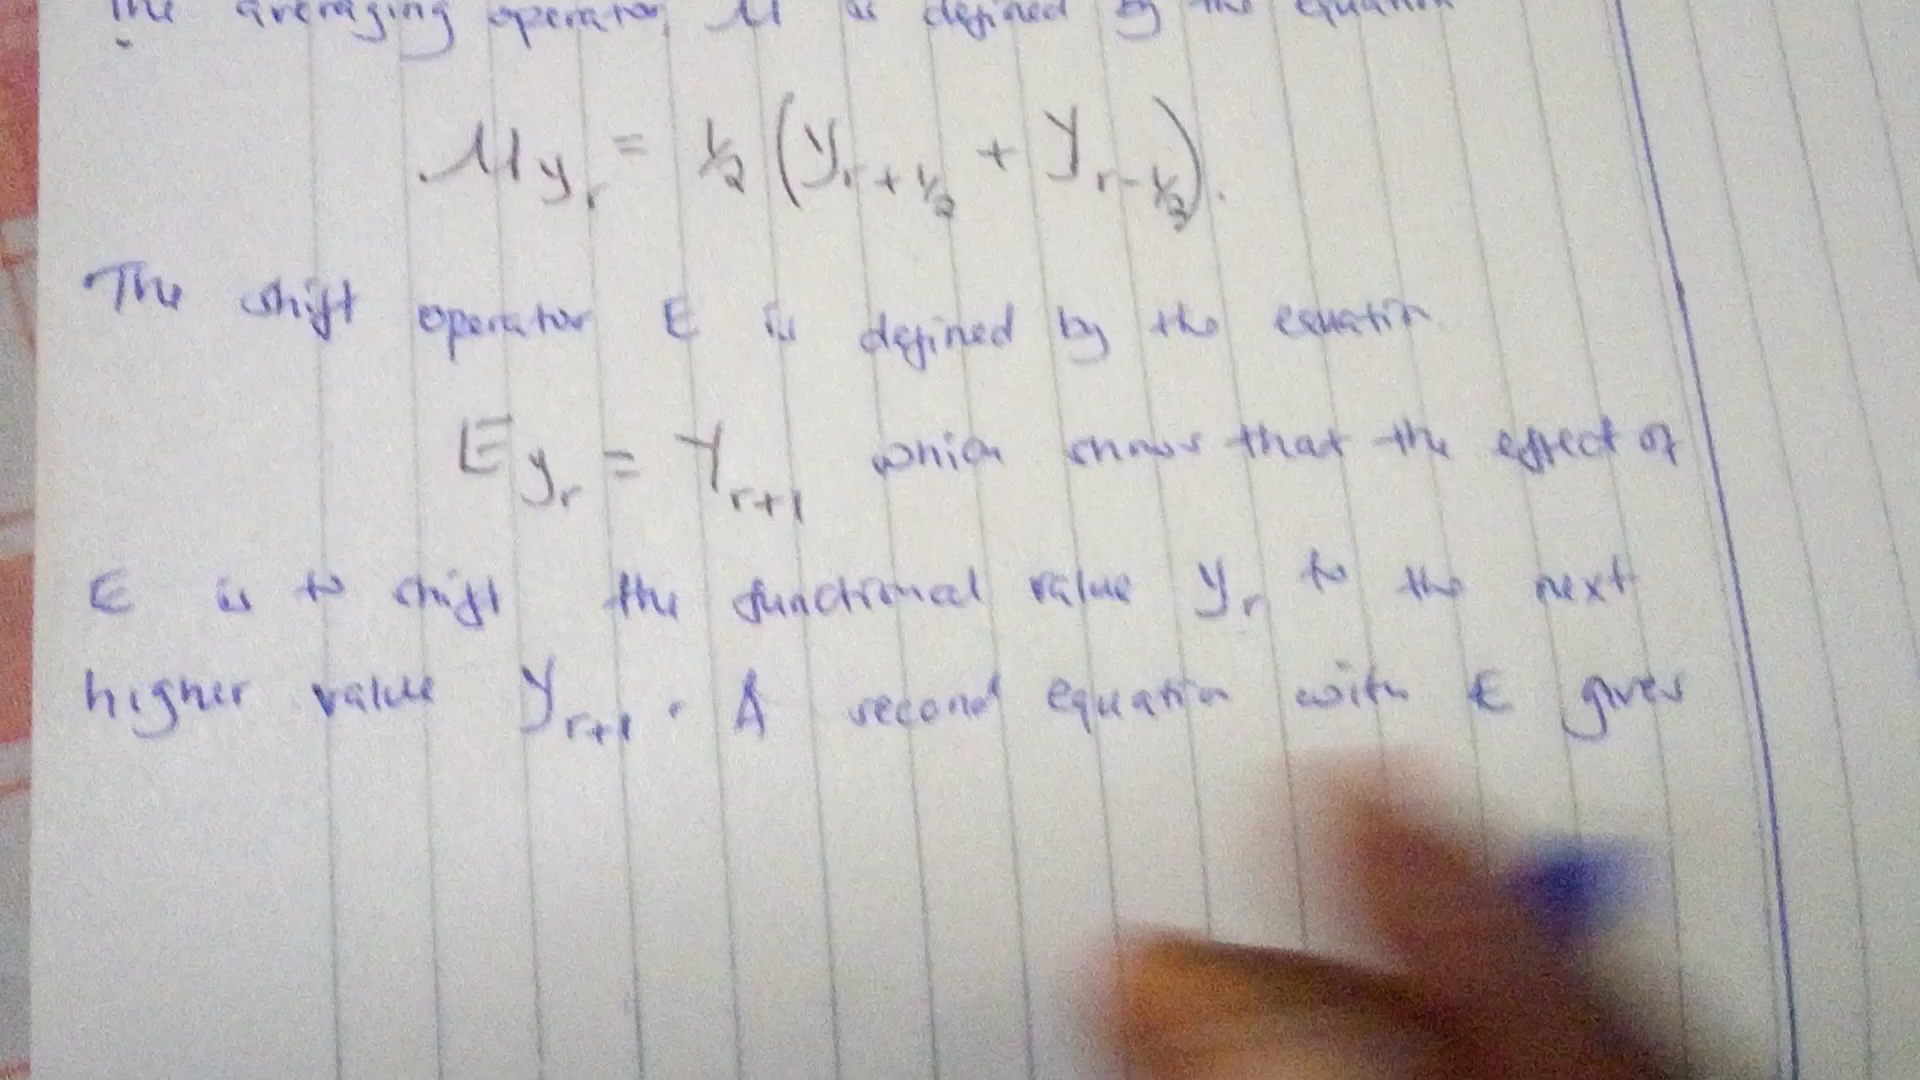 The averaging operator, μ is defined by the equation
μy_r = 1/2 (y_{r+1/2} + y_{r-1/2}).
The shift operator E is defined by the equation
Ey_r = y_{r+1} which shows that the effect of
E is to shift the functional value y_r to the next
higher value y_{r+1}. A second equation with E gives